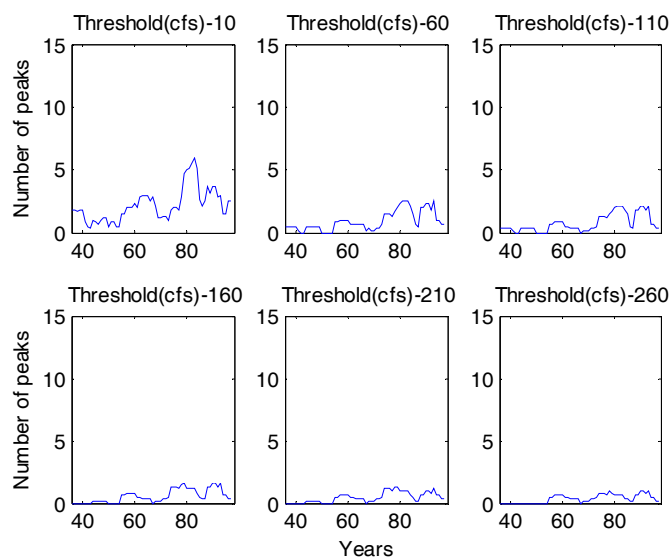 Threshold(cfs)-10
Threshold(cfs)-60
Threshold(cfs)-110
Number of peaks
15
10
5
0
40 60 80
15
10
5
0
40 60 80
15
10
5
0
40 60 80
Threshold(cfs)-160
Threshold(cfs)-210
Threshold(cfs)-260
Number of peaks
15
10
5
0
40 60 80
15
10
5
0
40 60 80
15
10
5
0
40 60 80
Years